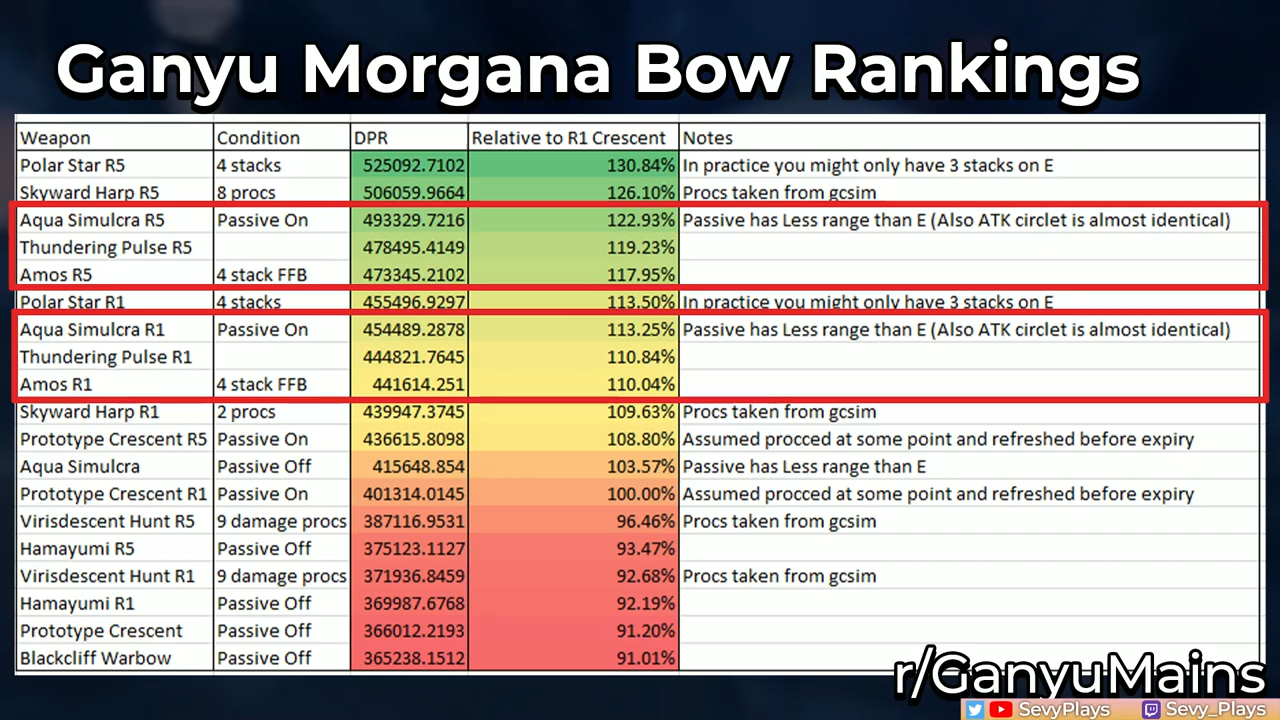 Ganyu Morgana Bow Rankings
Weapon Condition DPR Relative to R1 Crescent Notes
Polar Star R5 4 stacks 525092.7102 130.84% In practice you might only have 3 stacks on E
Skyward Harp R5 8 procs 506059.9664 126.10% Procs taken from gcsim
Aqua Simulcra R5 Passive On 493329.7216 122.93% Passive has Less range than E (Also ATK circlet is almost identical)
Thundering Pulse R5 478495.4149 119.23%
Amos R5 4 stack FFB 473345.2102 117.95%
Polar Star R1 4 stacks 455496.9297 113.50% In practice you might only have 3 stacks on E
Aqua Simulcra R1 Passive On 454489.2878 113.25% Passive has Less range than E (Also ATK circlet is almost identical)
Thundering Pulse R1 444821.7645 110.84%
Amos R1 4 stack FFB 441614.251 110.04%
Skyward Harp R1 2 procs 439947.3745 109.63% Procs taken from gcsim
Prototype Crescent R5 Passive On 436615.8098 108.80% Assumed procced at some point and refreshed before expiry
Aqua Simulcra Passive Off 415648.854 103.57% Passive has Less range than E
Prototype Crescent R1 Passive On 401314.0145 100.00% Assumed procced at some point and refreshed before expiry
Virisdescent Hunt R5 9 damage procs 387116.9531 96.46% Procs taken from gcsim
Hamayumi R5 Passive Off 375123.1127 93.47%
Virisdescent Hunt R1 9 damage procs 371936.8459 92.68% Procs taken from gcsim
Hamayumi R1 Passive Off 369987.6768 92.19%
Prototype Crescent Passive Off 366012.2193 91.20%
Blackcliff Warbow Passive Off 365238.1512 91.01%
r/GanyuMains
SevyPlays Sevy_Plays